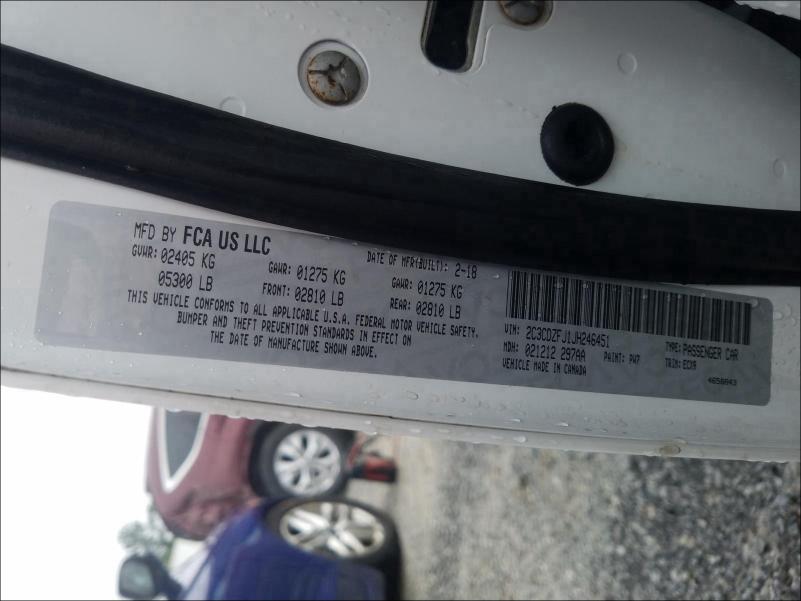 MFD BY FCA US LLC
DATE OF MFR(BUILT): 2-18
GVWR: 02405 KG
GAWR: 01275 KG
GAWR: 01275 KG
05300 LB
FRONT: 02810 LB
REAR: 02810 LB
THIS VEHICLE CONFORMS TO ALL APPLICABLE U.S.A. FEDERAL MOTOR VEHICLE SAFETY,
BUMPER AND THEFT PREVENTION STANDARDS IN EFFECT ON
THE DATE OF MANUFACTURE SHOWN ABOVE.
VIN: 2C3CDZFJ1JH246451
TYPE: PASSENGER CAR
MDH: 021212 297AA
PAINT: PW7
TRIM: ECXR
VEHICLE MADE IN CANADA